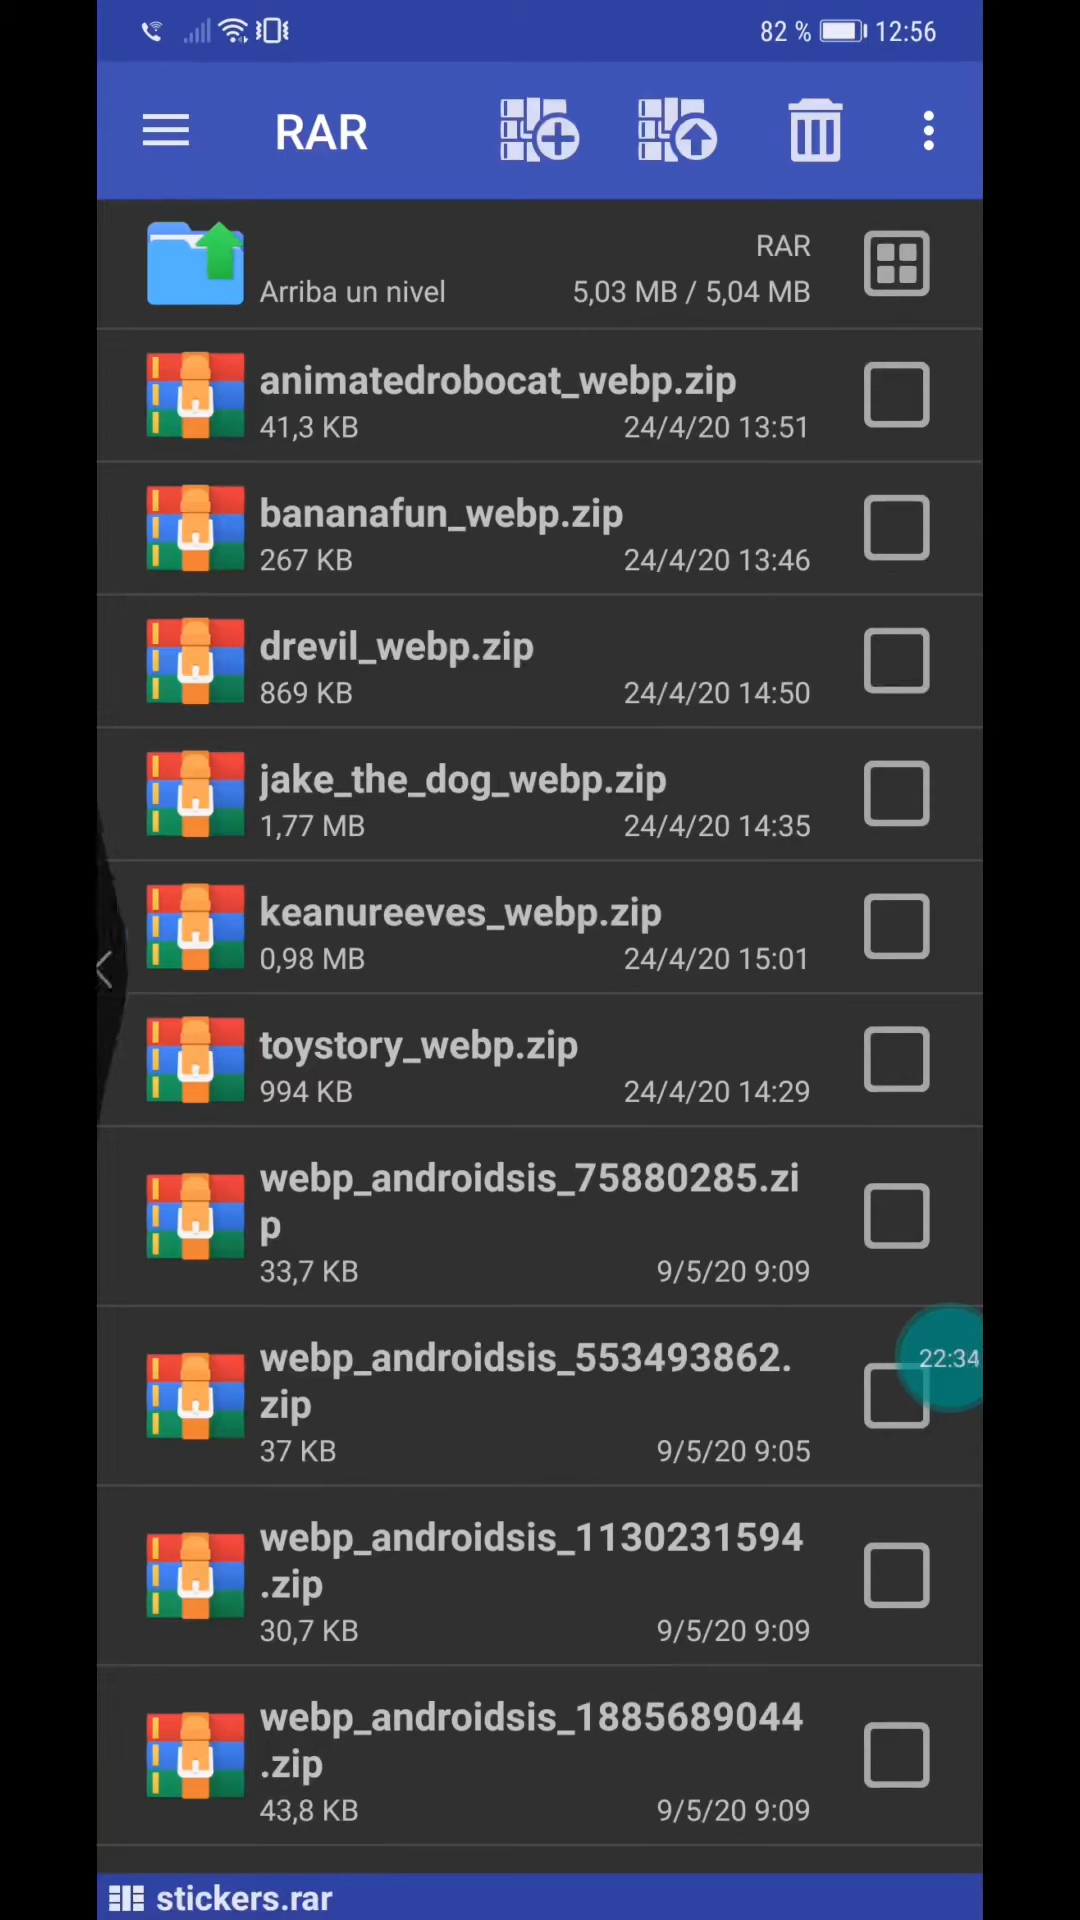 82 % 12:56
RAR
RAR
Arriba un nivel 5,03 MB / 5,04 MB
animatedrobocat_webp.zip
41,3 KB 24/4/20 13:51
bananafun_webp.zip
267 KB 24/4/20 13:46
drevil_webp.zip
869 KB 24/4/20 14:50
jake_the_dog_webp.zip
1,77 MB 24/4/20 14:35
keanureeves_webp.zip
0,98 MB 24/4/20 15:01
toystory_webp.zip
994 KB 24/4/20 14:29
webp_androidsis_75880285.zi
p
33,7 KB 9/5/20 9:09
webp_androidsis_553493862.
22:34
zip
37 KB 9/5/20 9:05
webp_androidsis_1130231594
.zip
30,7 KB 9/5/20 9:09
webp_androidsis_1885689044
.zip
43,8 KB 9/5/20 9:09
stickers.rar